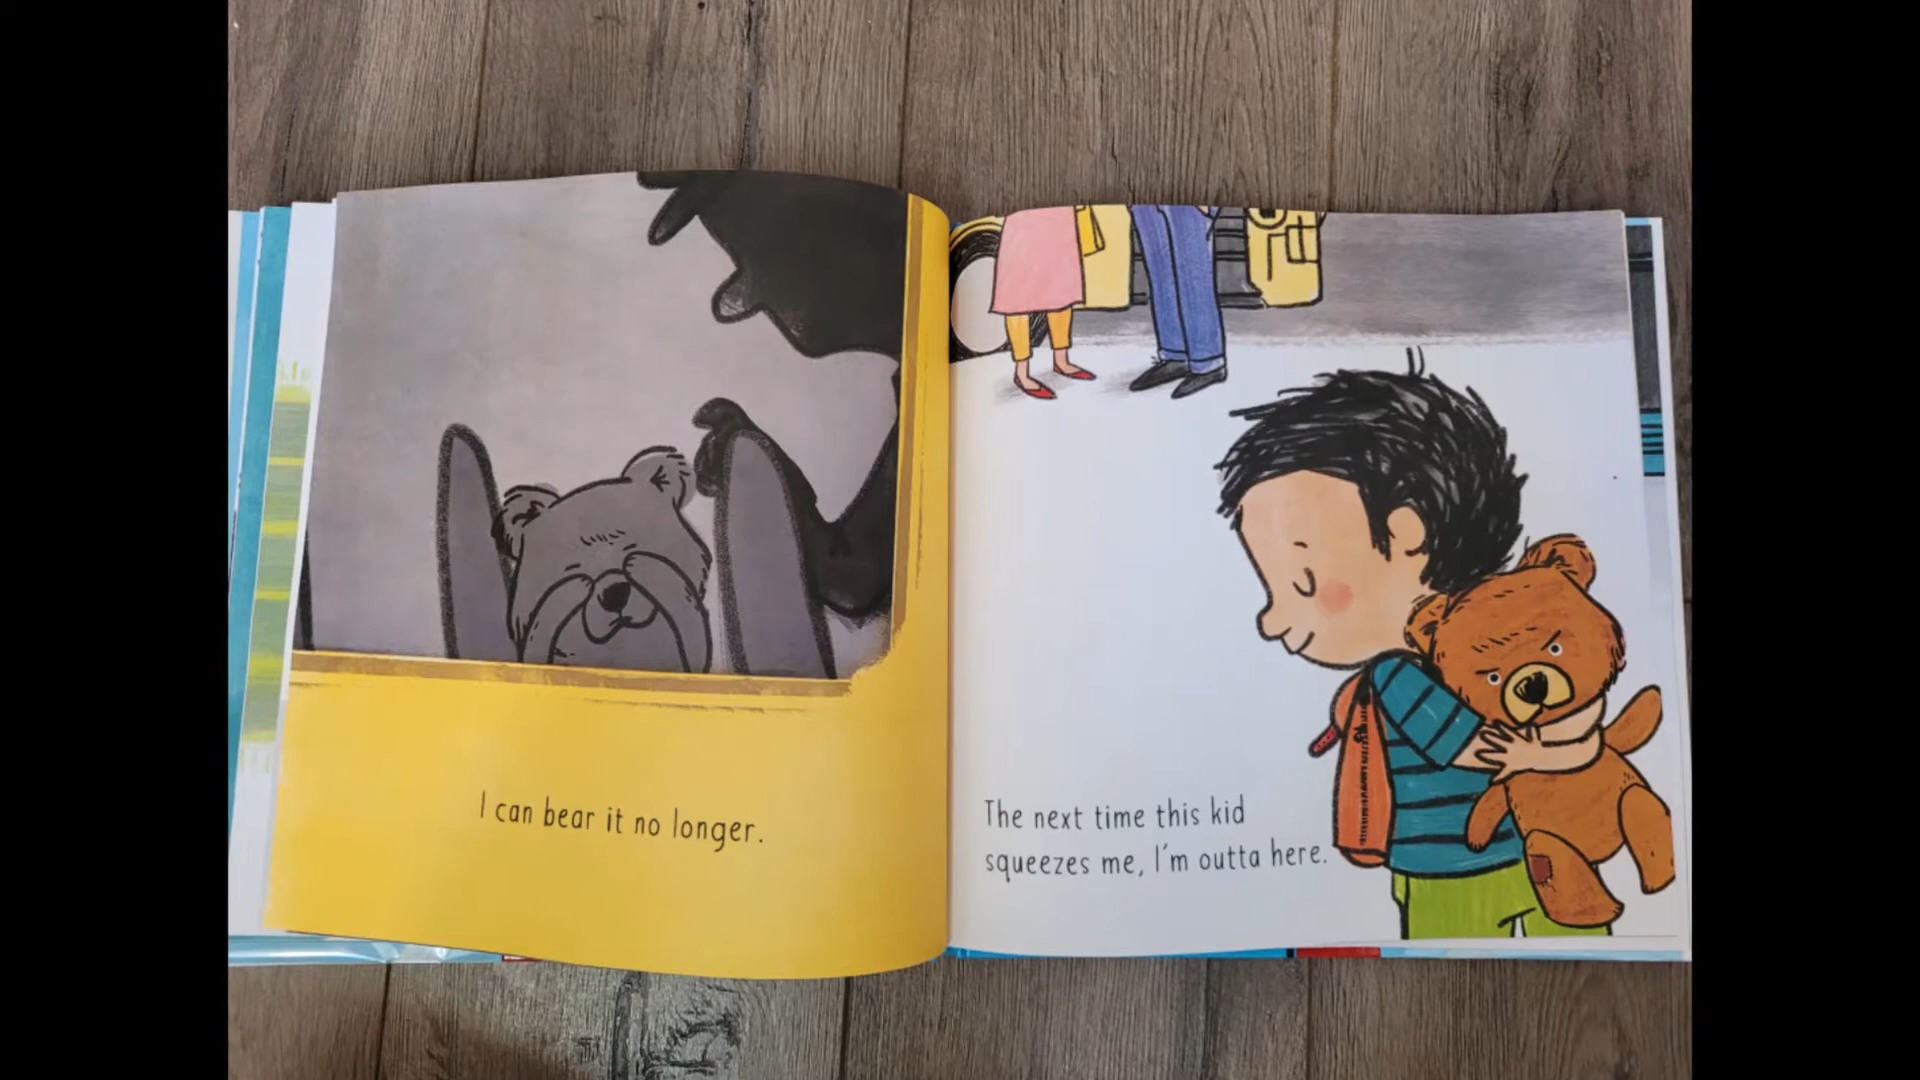 I can bear it no longer.
The next time this kid
squeezes me, I'm outta here.